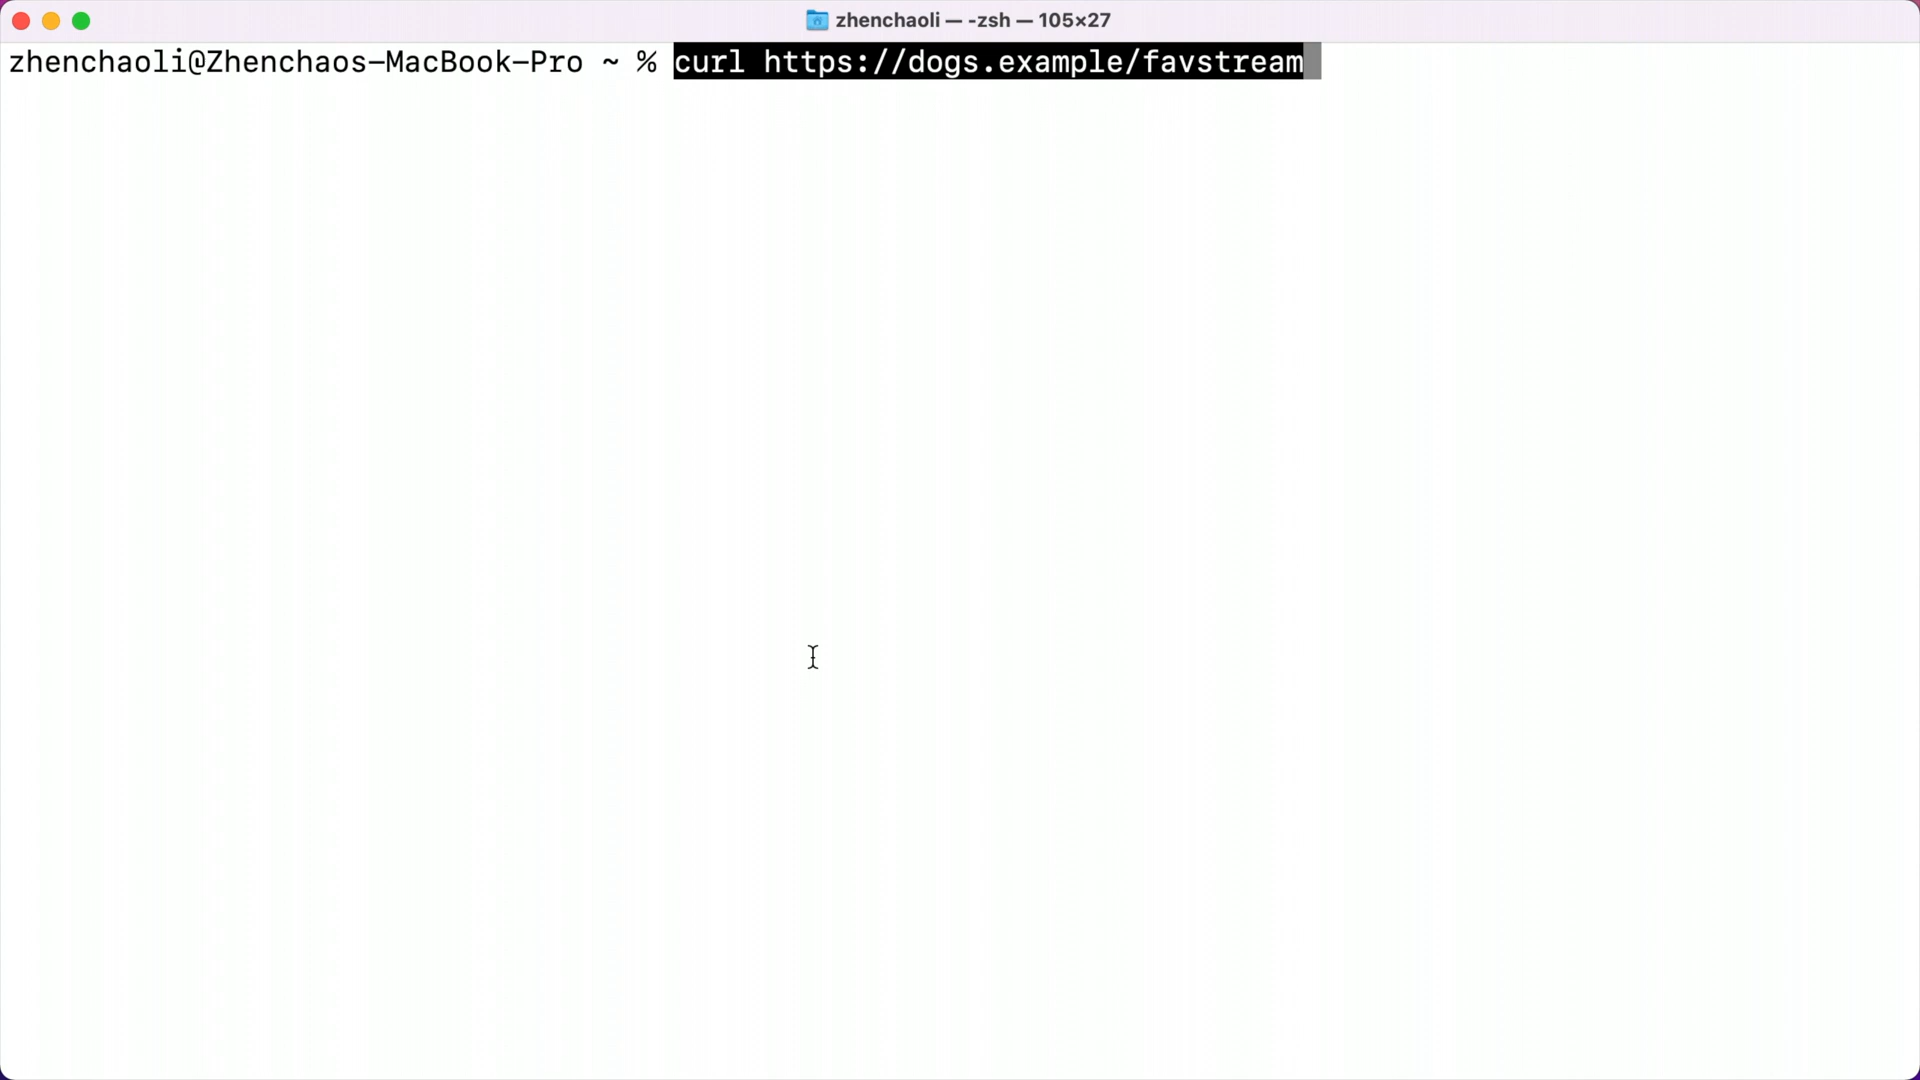 zhenchaoli — -zsh — 105×27
zhenchaoli@Zhenchaos-MacBook-Pro ~ % curl https://dogs.example/favstream